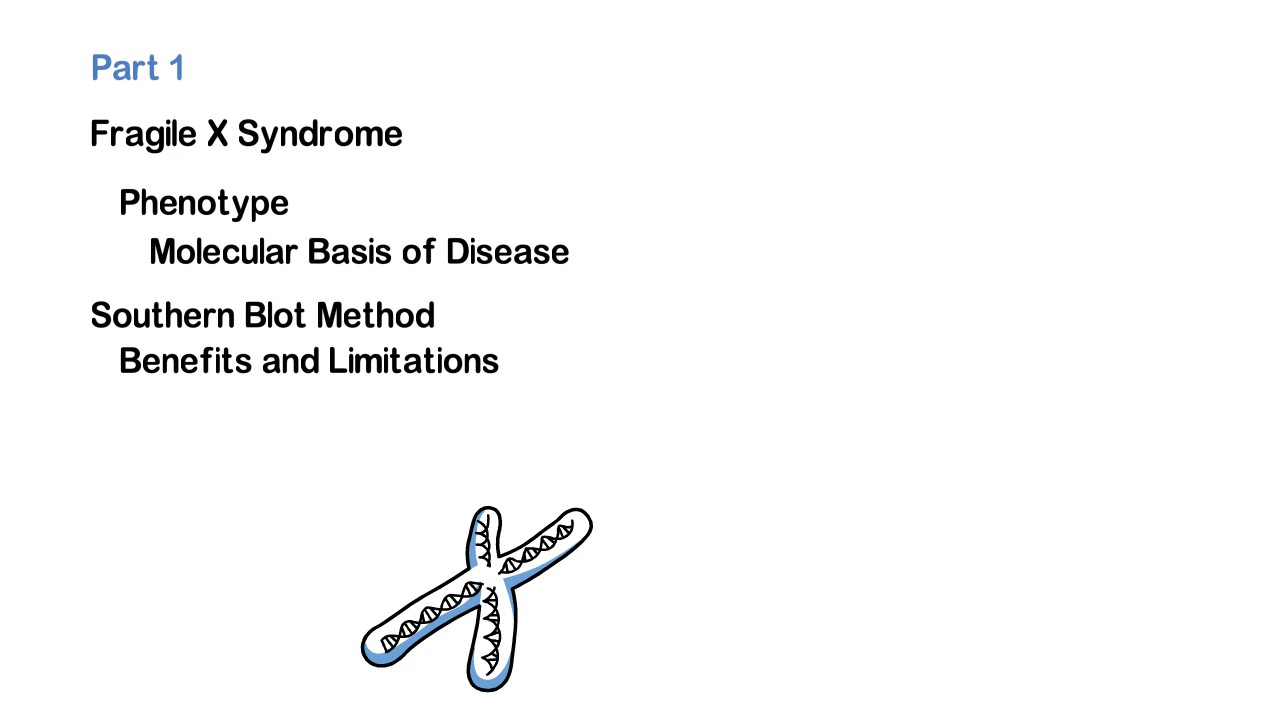 Part 1
Fragile X Syndrome
Phenotype
Molecular Basis of Disease
Southern Blot Method
Benefits and Limitations